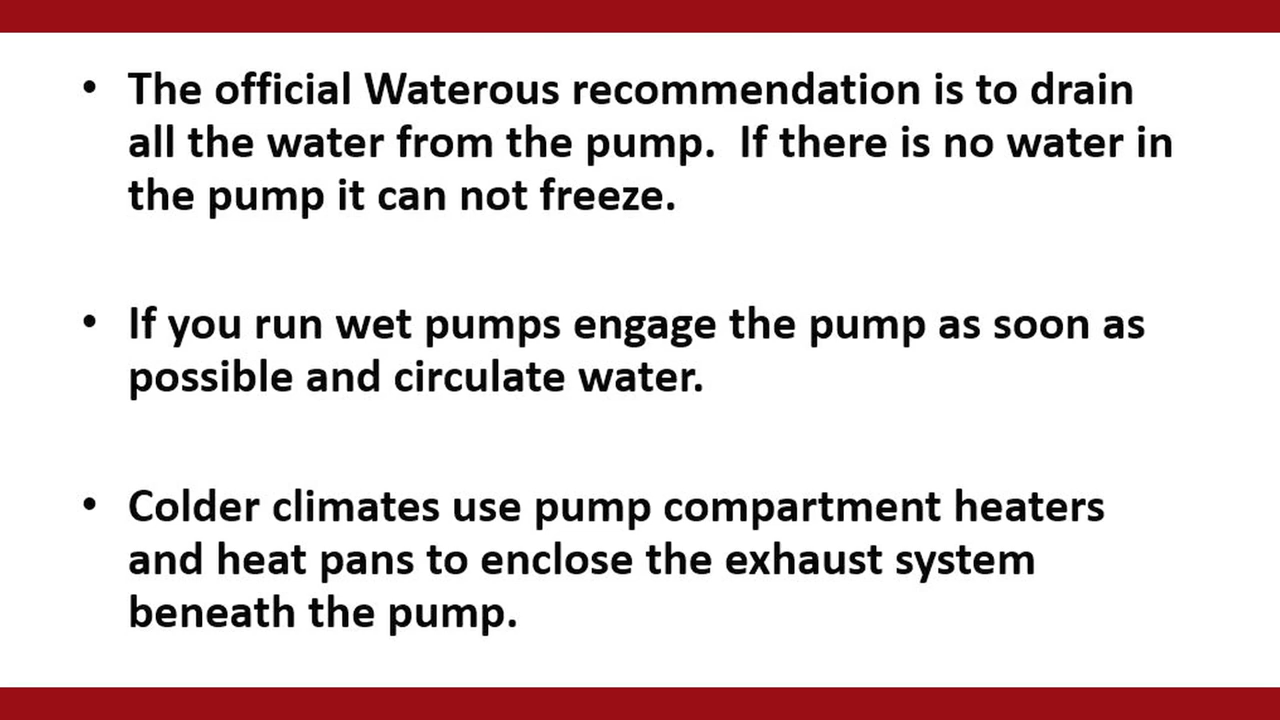 • The official Waterous recommendation is to drain
all the water from the pump.  If there is no water in
the pump it can not freeze.
• If you run wet pumps engage the pump as soon as
possible and circulate water.
• Colder climates use pump compartment heaters
and heat pans to enclose the exhaust system
beneath the pump.